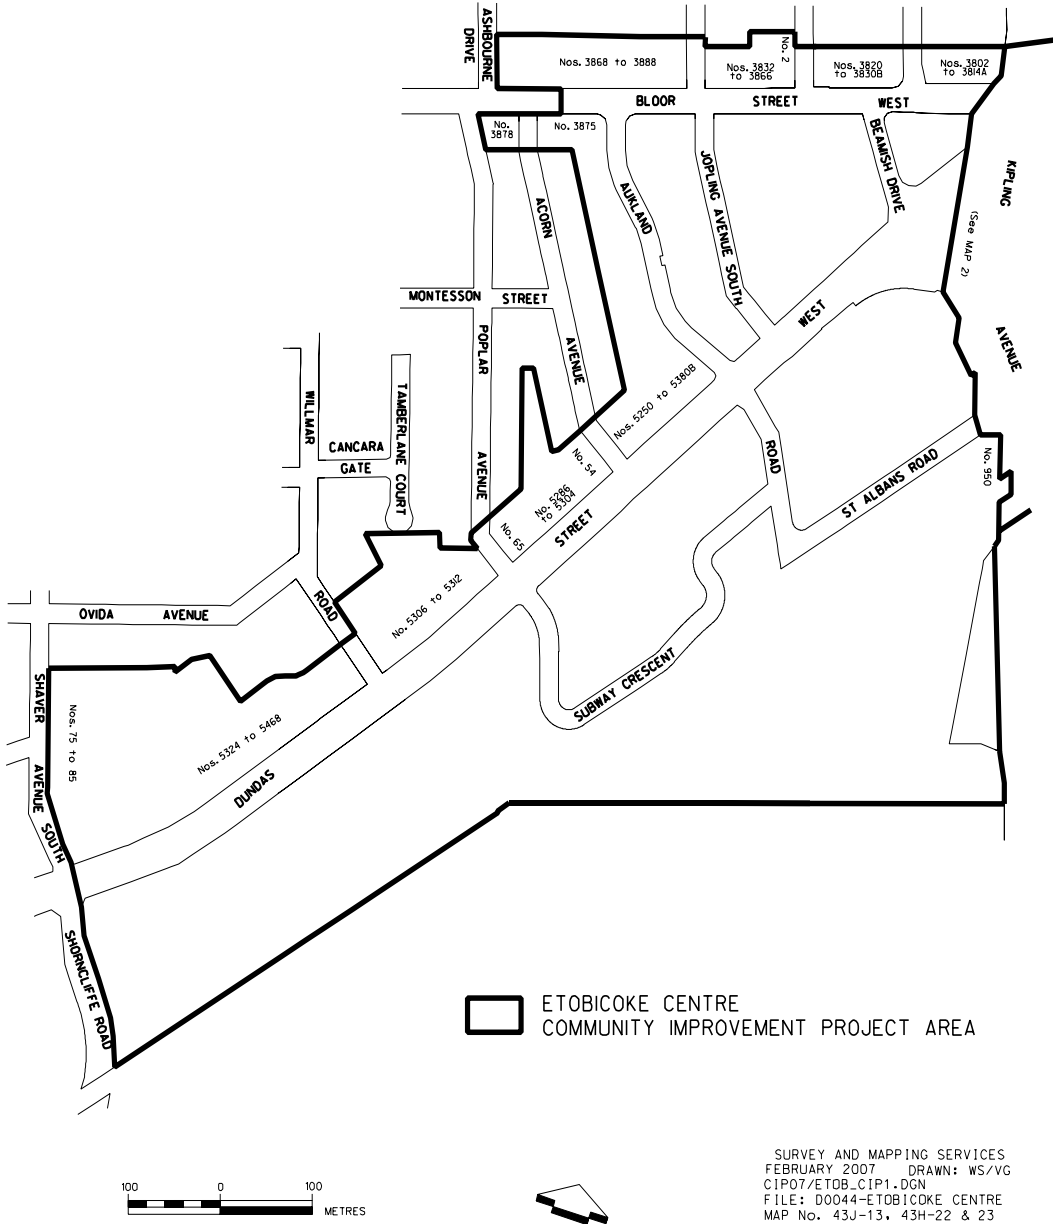 ASHBOURNE
DRIVE
Nos. 3868 to 3888
Nos. 3832
to 3866
No. 2
Nos. 3820
to 3830B
Nos. 3802
to 3814A
BLOOR STREET WEST
No.
3878
No. 3875
BEAMISH DRIVE
KIPLING
AVENUE
(See MAP 2)
JOPLING AVENUE SOUTH
AUKLAND
ROAD
ACORN
AVENUE
MONTESSON STREET
POPLAR
AVENUE
WEST
WILLMAR
ROAD
TAMBERLANE COURT
CANCARA
GATE
Nos. 5250 to 5380B
No. 54
No. 5286
to 5304
No. 65
STREET
ST ALBANS ROAD
No. 950
Nos. 5306 to 5312
OVIDA AVENUE
SUBWAY CRESCENT
SHAVER
AVENUE SOUTH
Nos. 75 to 85
Nos. 5324 to 5468
DUNDAS
SHORNCLIFFE ROAD
ETOBICOKE CENTRE
COMMUNITY IMPROVEMENT PROJECT AREA
SURVEY AND MAPPING SERVICES
FEBRUARY 2007 DRAWN: WS/VG
CIP07/ETOB_CIP1.DGN
FILE: D0044-ETOBICOKE CENTRE
MAP No. 43J-13, 43H-22 & 23
100 0 100
METRES